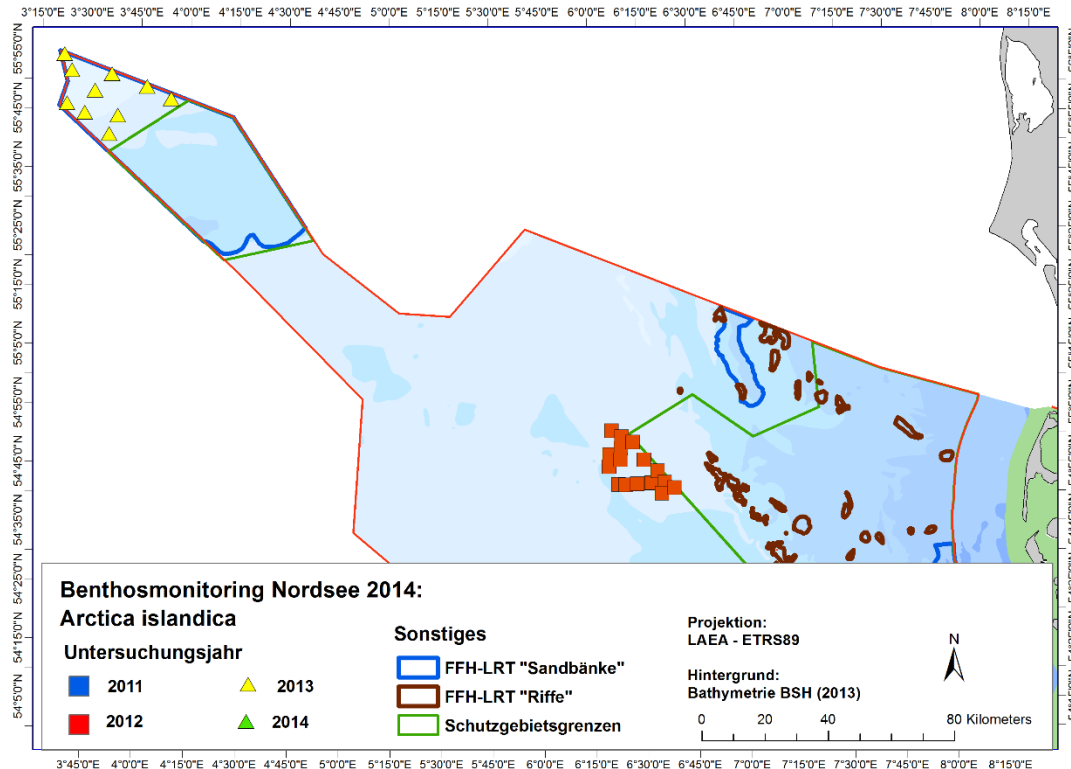 3°15'0"E 3°30'0"E 3°45'0"E 4°0'0"E 4°15'0"E 4°30'0"E 4°45'0"E 5°0'0"E 5°15'0"E 5°30'0"E 5°45'0"E 6°0'0"E 6°15'0"E 6°30'0"E 6°45'0"E 7°0'0"E 7°15'0"E 7°30'0"E 7°45'0"E 8°0'0"E 8°15'0"E
55°55'0"N
55°45'0"N
55°35'0"N
55°25'0"N
55°15'0"N
55°5'0"N
54°55'0"N
54°45'0"N
54°35'0"N
54°25'0"N
54°15'0"N
54°5'0"N
Benthosmonitoring Nordsee 2014:
Arctica islandica
Untersuchungsjahr
2011
2013
2012
2014
Sonstiges
FFH-LRT "Sandbänke"
FFH-LRT "Riffe"
Schutzgebietsgrenzen
Projektion:
LAEA - ETRS89
Hintergrund:
Bathymetrie BSH (2013)
N
0 20 40 80 Kilometers
3°45'0"E 4°0'0"E 4°15'0"E 4°30'0"E 4°45'0"E 5°0'0"E 5°15'0"E 5°30'0"E 5°45'0"E 6°0'0"E 6°15'0"E 6°30'0"E 6°45'0"E 7°0'0"E 7°15'0"E 7°30'0"E 7°45'0"E 8°0'0"E 8°15'0"E